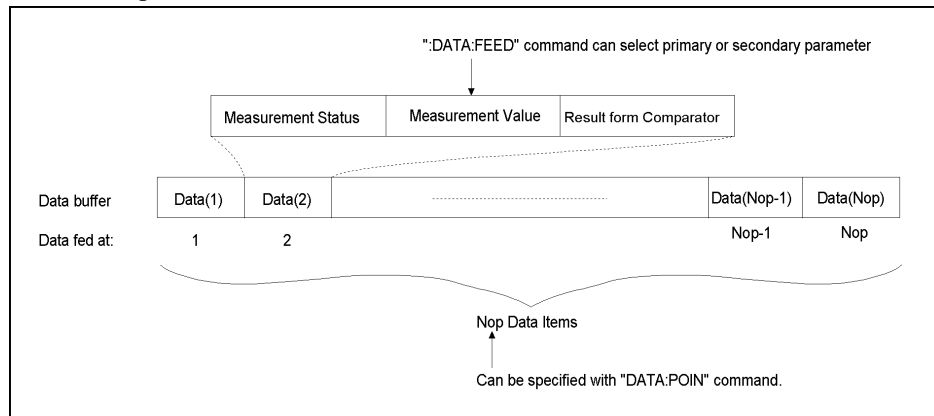 ":DATA:FEED" command can select primary or secondary parameter
Measurement Status Measurement Value Result form Comparator
Data buffer Data(1) Data(2) Data(Nop-1) Data(Nop)
Data fed at: 1 2 Nop-1 Nop
Nop Data Items
Can be specified with "DATA:POIN" command.